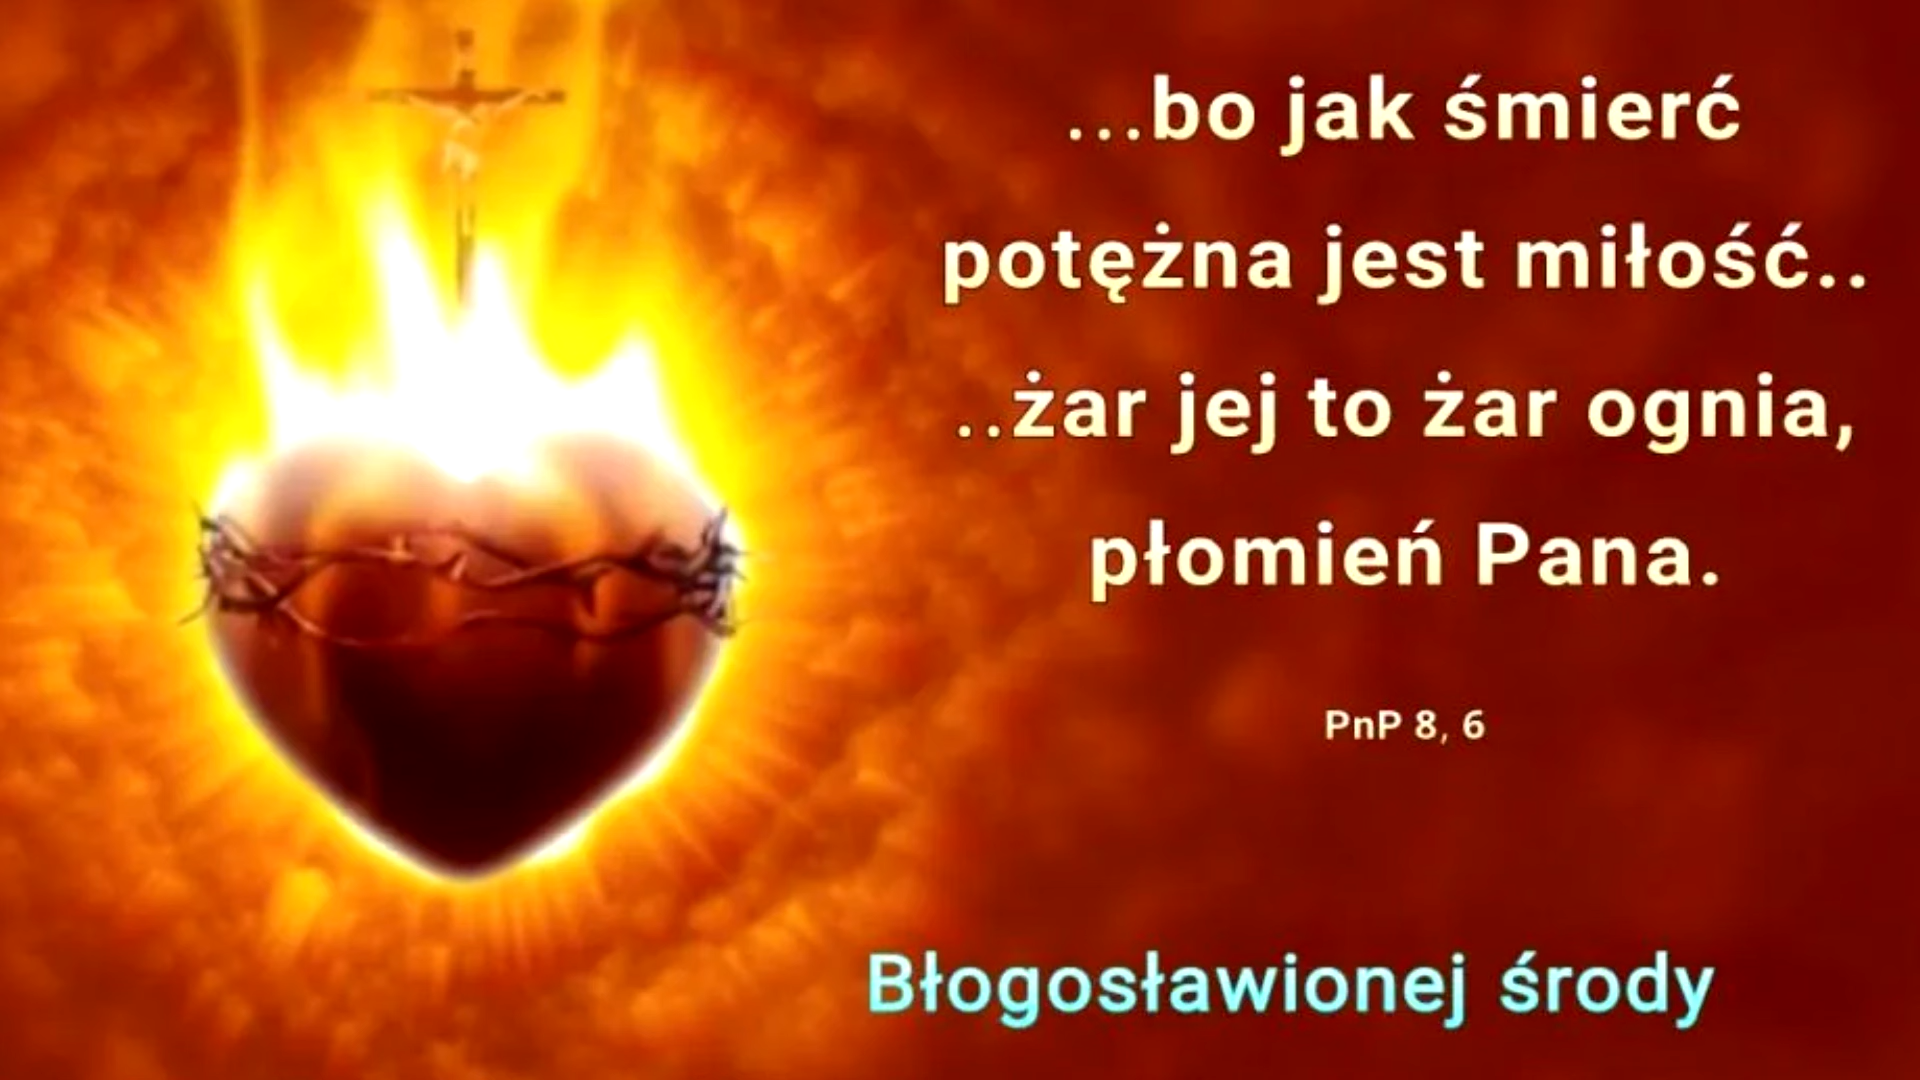 ...bo jak śmierć
potężna jest miłość..
..żar jej to żar ognia,
płomień Pana.
PnP 8, 6
Błogosławionej środy